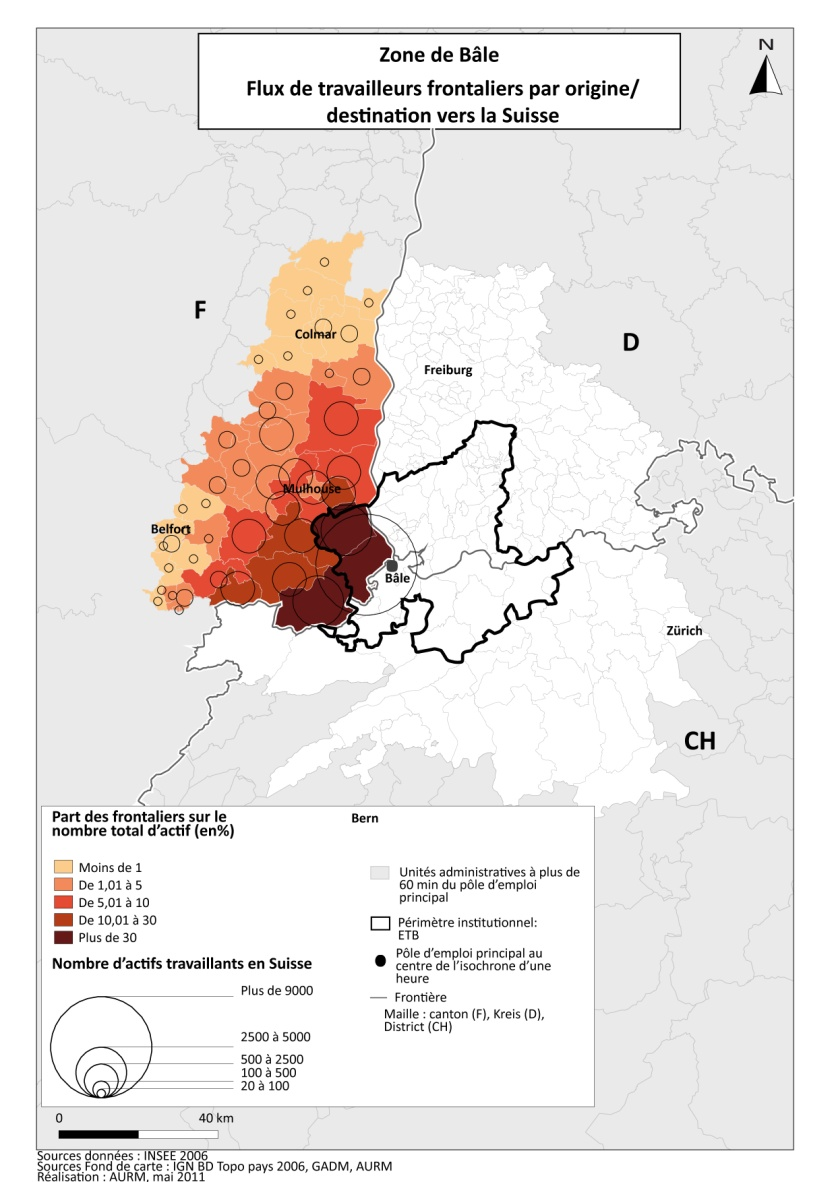 Zone de Bâle
Flux de travailleurs frontaliers par origine/
destination vers la Suisse
N
F
D
Colmar
Freiburg
Mulhouse
Belfort
Bâle
Zürich
CH
Bern
Part des frontaliers sur le
nombre total d'actif (en%)
Moins de 1
De 1,01 à 5
De 5,01 à 10
De 10,01 à 30
Plus de 30
Nombre d'actifs travaillants en Suisse
Plus de 9000
2500 à 5000
500 à 2500
100 à 500
20 à 100
Unités administratives à plus de
60 min du pôle d'emploi
principal
Périmètre institutionnel:
ETB
Pôle d'emploi principal au
centre de l'isochrone d'une
heure
Frontière
Maille : canton (F), Kreis (D),
District (CH)
0 40 km
Sources données : INSEE 2006
Sources Fond de carte : IGN BD Topo pays 2006, GADM, AURM
Réalisation : AURM, mai 2011